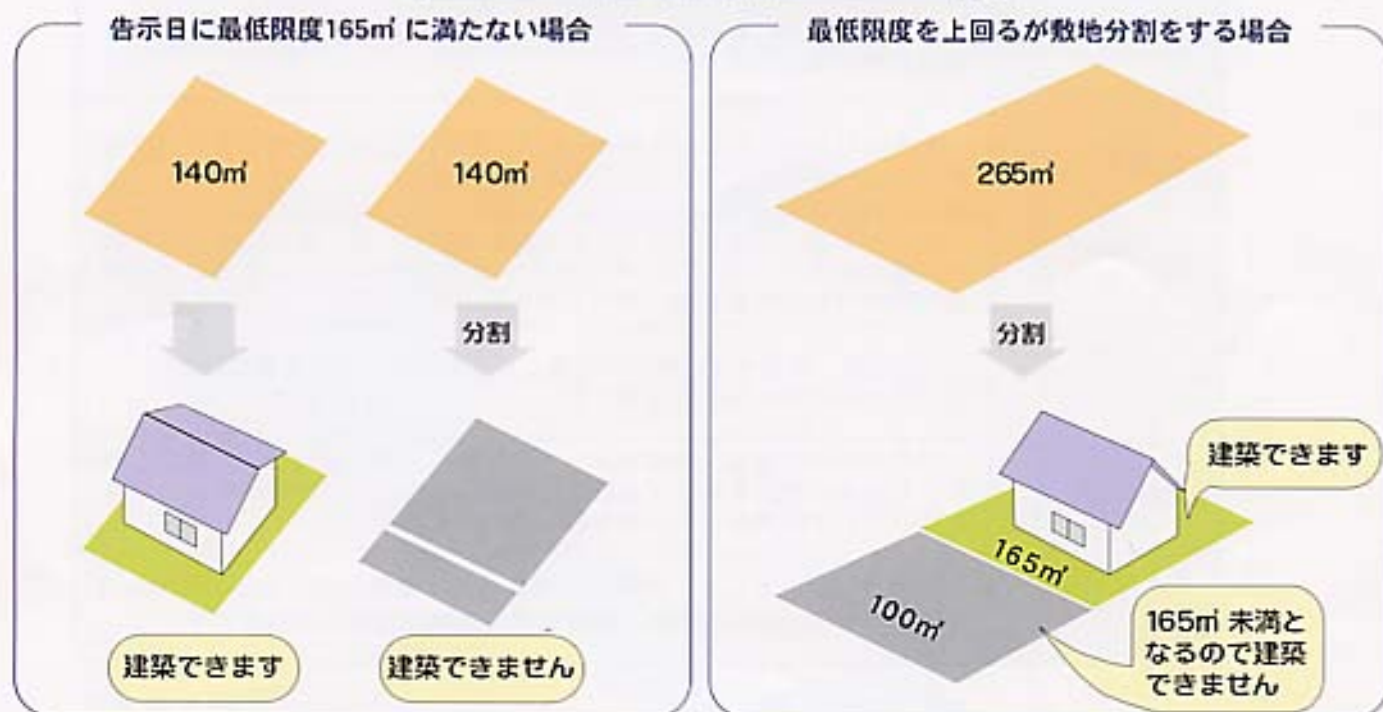 告示日に最低限度165㎡に満たない場合
140㎡
140㎡
分割
建築できます
建築できません
最低限度を上回るが敷地分割をする場合
265㎡
分割
建築できます
165㎡
100㎡
165㎡ 未満と
なるので建築
できません